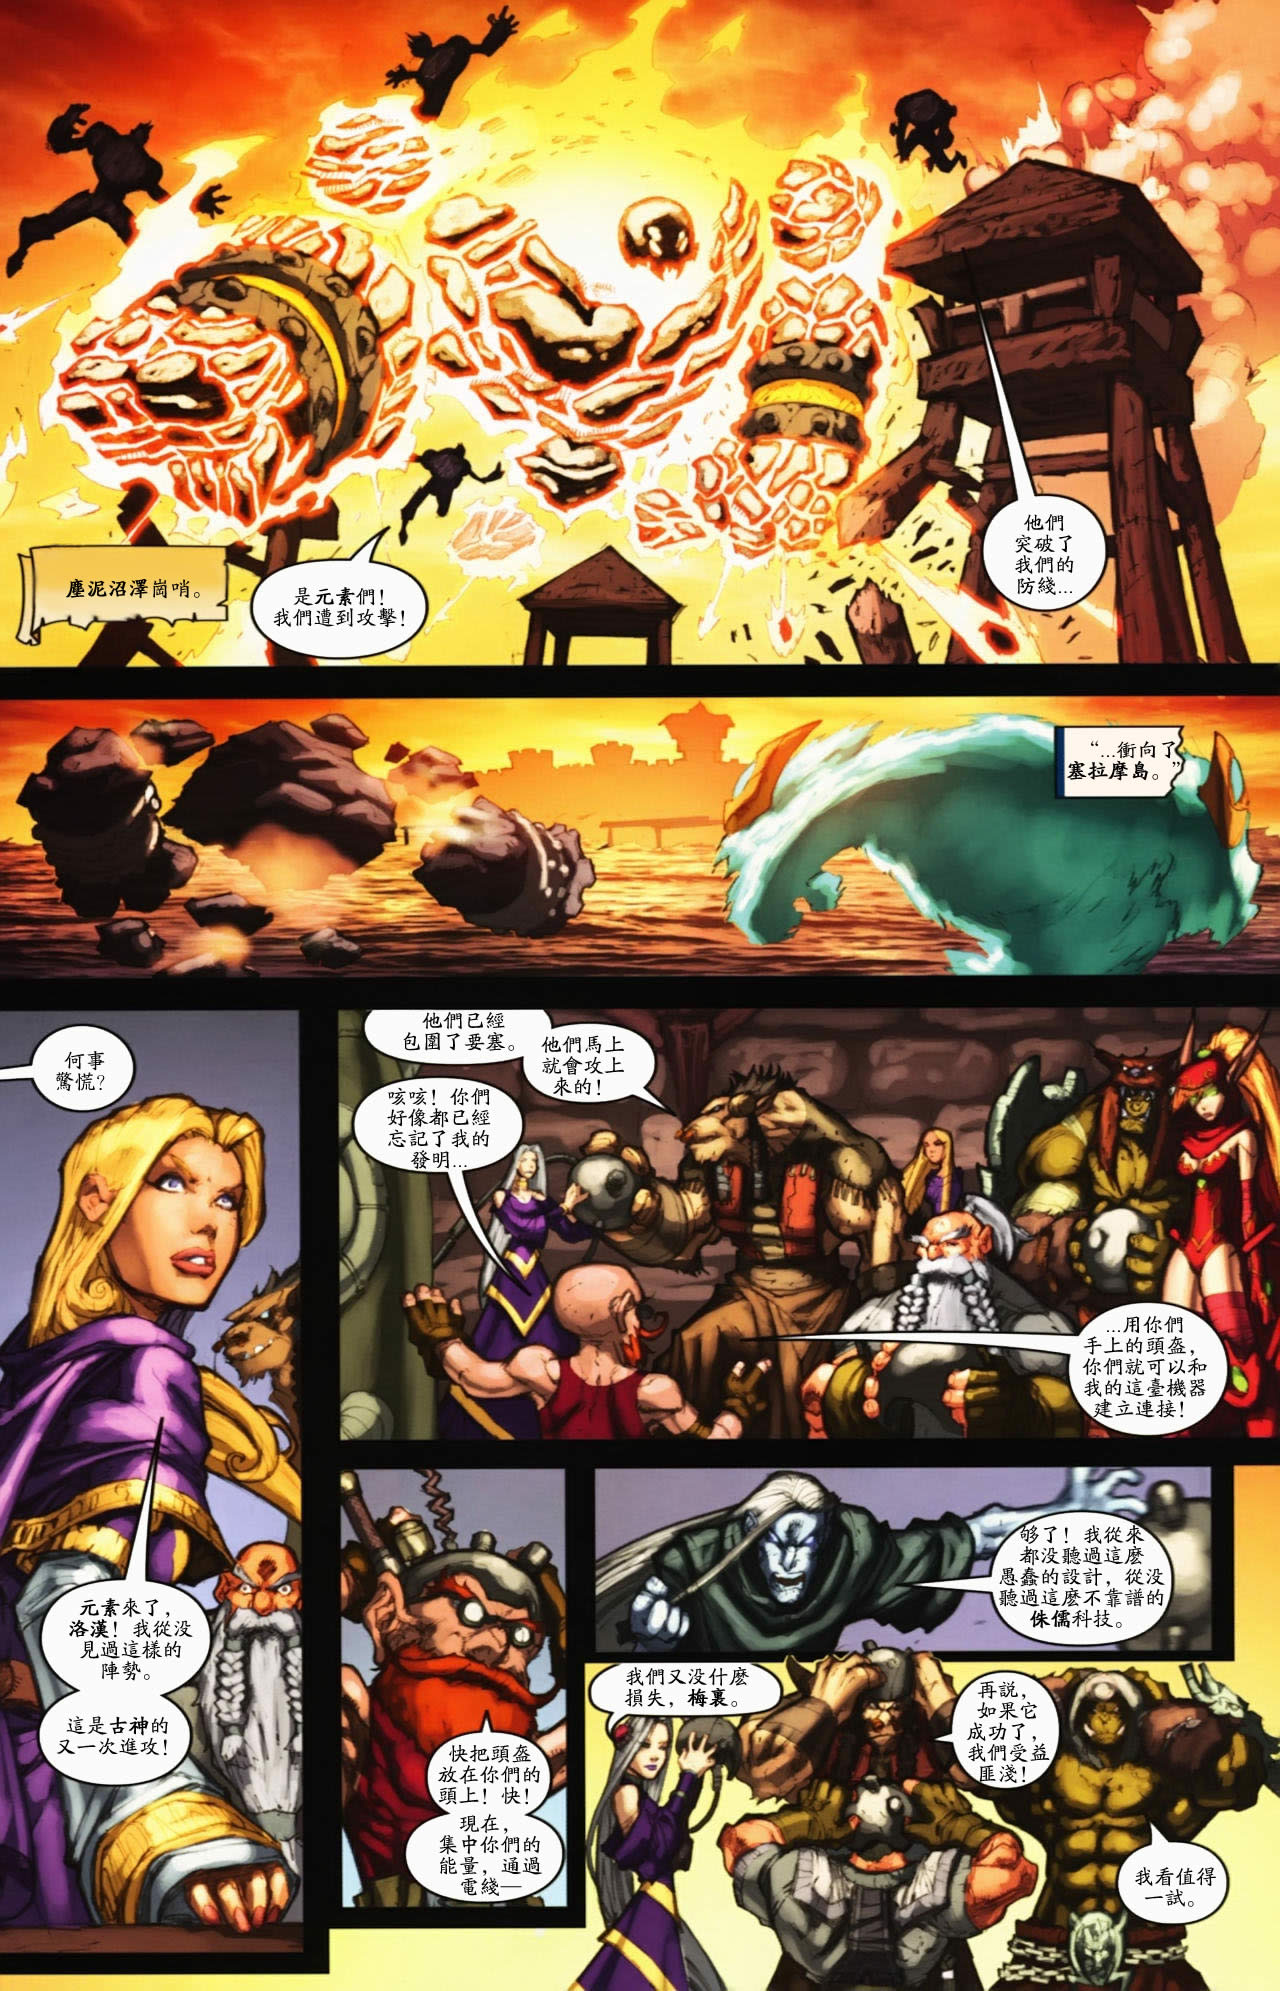 塵泥沼澤崗哨。
是元素們！
我們遭到攻擊！
他們
突破了
我們的
防綫…
“…衝向了
塞拉摩島。”
何事
驚慌？
元素來了，
洛漢！我從没
見過這樣的
陣勢。
這是古神的
又一次進攻！
他們已經
包圍了要塞。
他們馬上
就會攻上
來的！
咳咳！你們
好像都已經
忘記了我的
發明…
…用你們
手上的頭盔，
你們就可以和
我的這臺機器
建立連接！
快把頭盔
放在你們的
頭上！快！
現在，
集中你們的
能量，通過
電綫—
够了！我從來
都没聽過這麽
愚蠢的設計，從没
聽過這麽不靠譜的
侏儒科技。
我們又没什麽
損失，梅裏。
再説，
如果它
成功了，
我們受益
匪淺！
我看值得
一試。